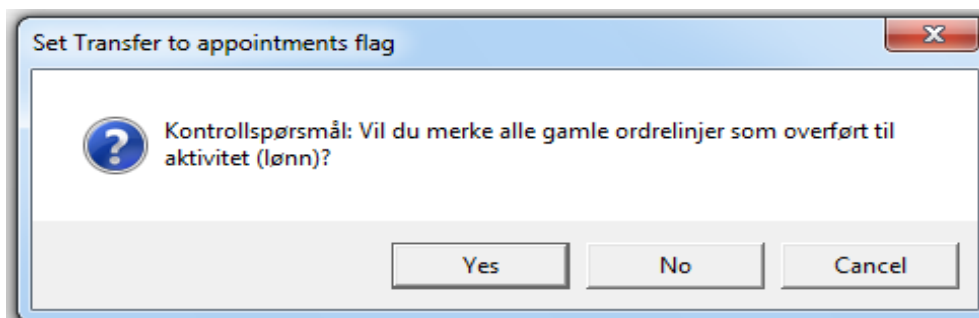 Set Transfer to appointments flag
Kontrollspørsmål: Vil du merke alle gamle ordrelinjer som overført til
aktivitet (lønn)?
Yes No Cancel